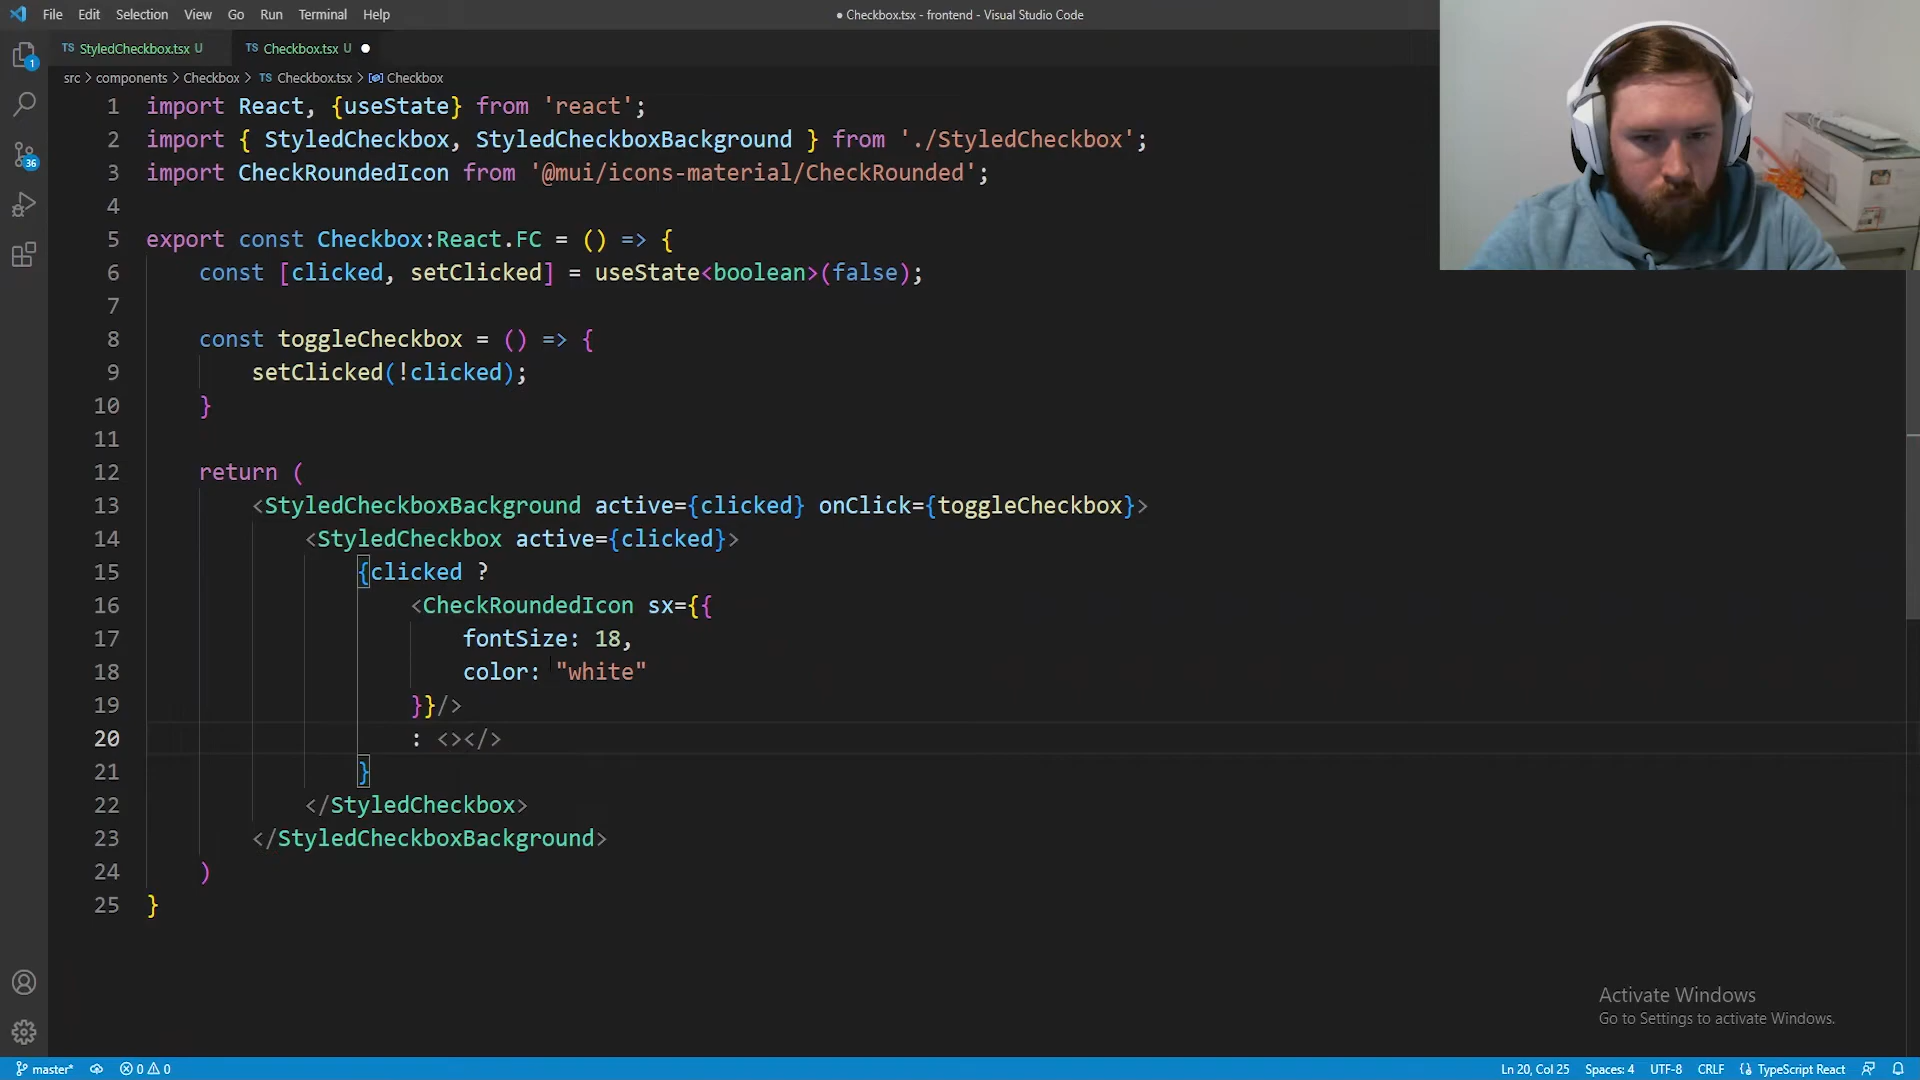 File Edit Selection View Go Run Terminal Help
● Checkbox.tsx - frontend - Visual Studio Code
TS StyledCheckbox.tsx U
TS Checkbox.tsx U ●
src > components > Checkbox > TS Checkbox.tsx > Checkbox
1 import React, {useState} from 'react';
2 import { StyledCheckbox, StyledCheckboxBackground } from './StyledCheckbox';
3 import CheckRoundedIcon from '@mui/icons-material/CheckRounded';
4
5 export const Checkbox:React.FC = () => {
6 const [clicked, setClicked] = useState<boolean>(false);
7
8 const toggleCheckbox = () => {
9 setClicked(!clicked);
10 }
11
12 return (
13 <StyledCheckboxBackground active={clicked} onClick={toggleCheckbox}>
14 <StyledCheckbox active={clicked}>
15 {clicked ?
16 <CheckRoundedIcon sx={{
17 fontSize: 18,
18 color: "white"
19 }}/>
20 : <></>
21 }
22 </StyledCheckbox>
23 </StyledCheckboxBackground>
24 )
25 }
1
36
Activate Windows
Go to Settings to activate Windows.
master* 0 0 Ln 20, Col 25 Spaces: 4 UTF-8 CRLF {} TypeScript React